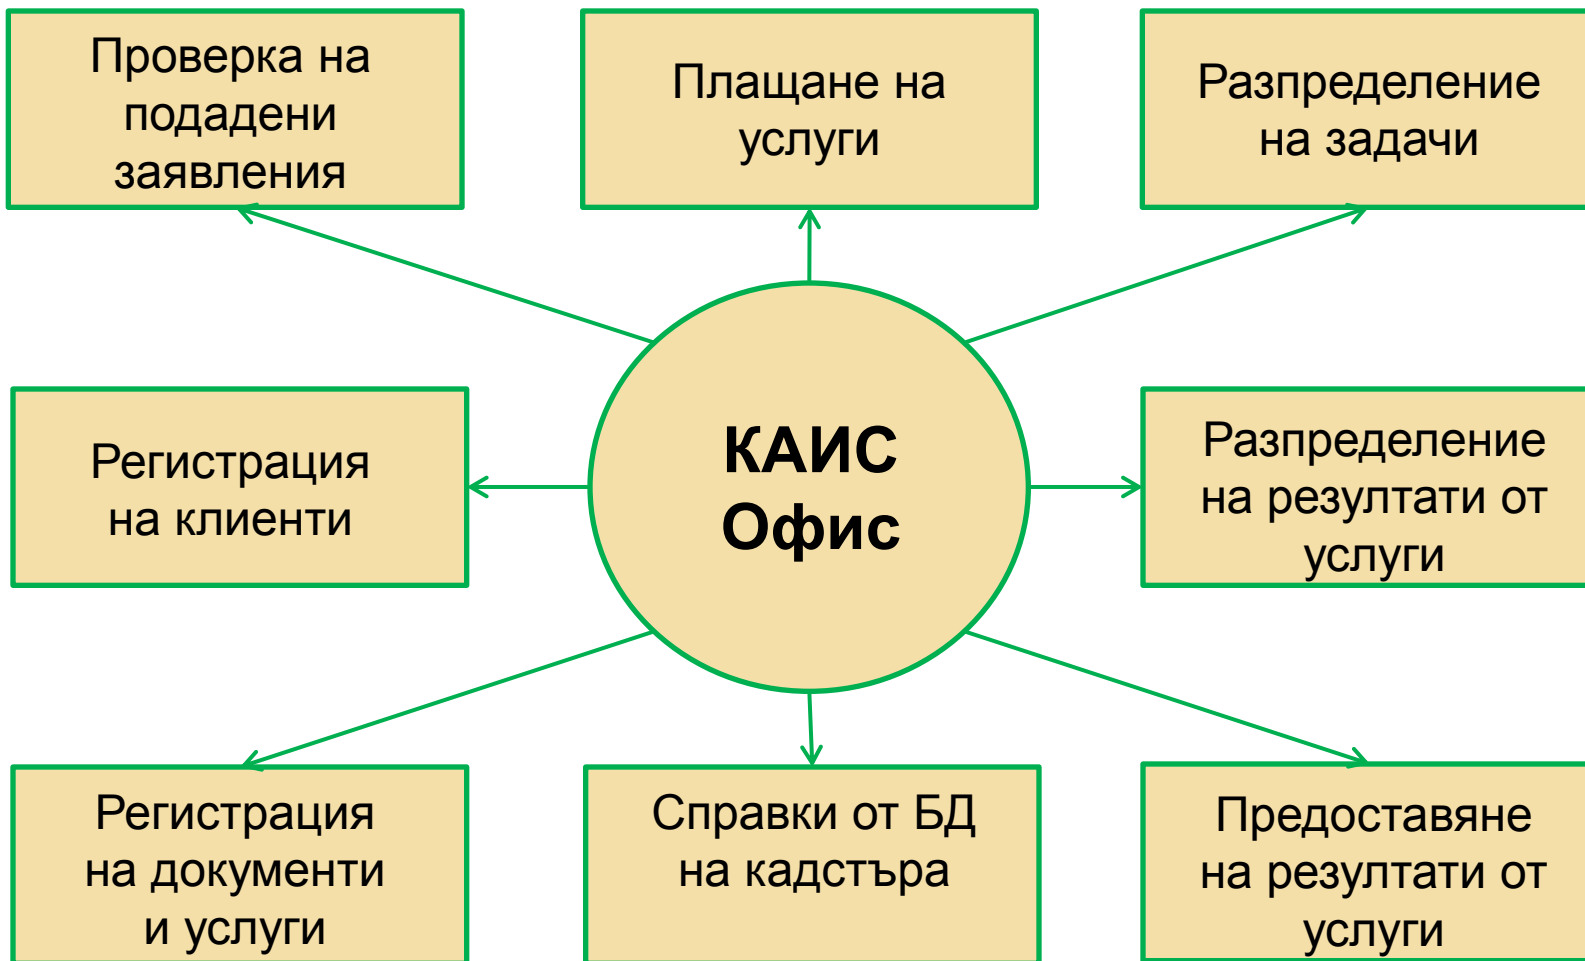 Проверка на
подадени
заявления
Плащане на
услуги
Разпределение
на задачи
Регистрация
на клиенти
КАИС
Офис
Разпределение
на резултати от
услуги
Регистрация
на документи
и услуги
Справки от БД
на кадстъра
Предоставяне
на резултати от
услуги